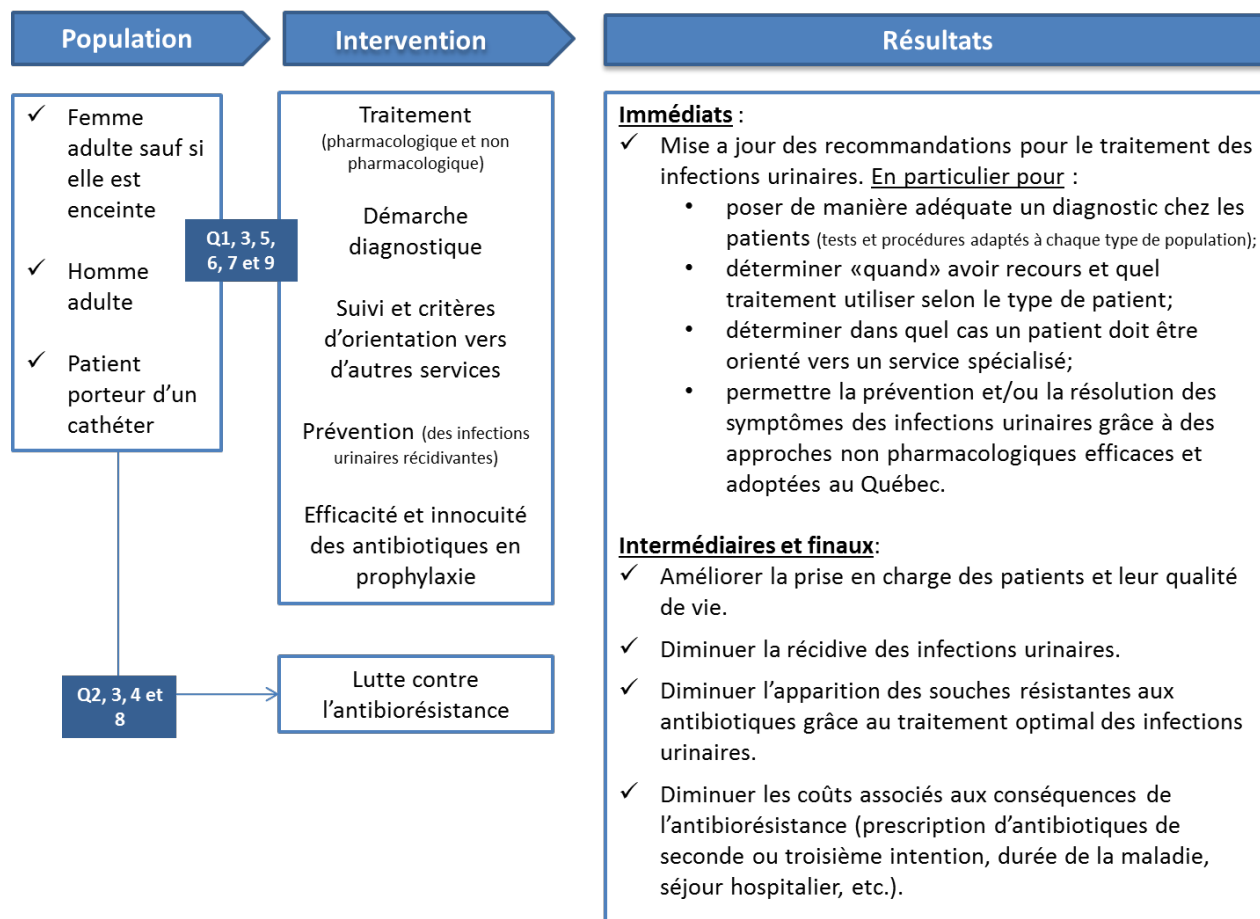 Population
Intervention
Résultats
✓ Femme
adulte sauf si
elle est
enceinte
✓ Homme
adulte
✓ Patient
porteur d’un
cathéter
Q1, 3, 5,
6, 7 et 9
Q2, 3, 4 et
8
Traitement
(pharmacologique et non
pharmacologique)
Démarche
diagnostique
Suivi et critères
d’orientation vers
d’autres services
Prévention (des infections
urinaires récidivantes)
Efficacité et innocuité
des antibiotiques en
prophylaxie
Lutte contre
l’antibiorésistance
Immédiats :
✓ Mise a jour des recommandations pour le traitement des
infections urinaires. En particulier pour :
• poser de manière adéquate un diagnostic chez les
patients (tests et procédures adaptés à chaque type de population);
• déterminer «quand» avoir recours et quel
traitement utiliser selon le type de patient;
• déterminer dans quel cas un patient doit être
orienté vers un service spécialisé;
• permettre la prévention et/ou la résolution des
symptômes des infections urinaires grâce à des
approches non pharmacologiques efficaces et
adoptées au Québec.
Intermédiaires et finaux:
✓ Améliorer la prise en charge des patients et leur qualité
de vie.
✓ Diminuer la récidive des infections urinaires.
✓ Diminuer l’apparition des souches résistantes aux
antibiotiques grâce au traitement optimal des infections
urinaires.
✓ Diminuer les coûts associés aux conséquences de
l’antibiorésistance (prescription d’antibiotiques de
seconde ou troisième intention, durée de la maladie,
séjour hospitalier, etc.).